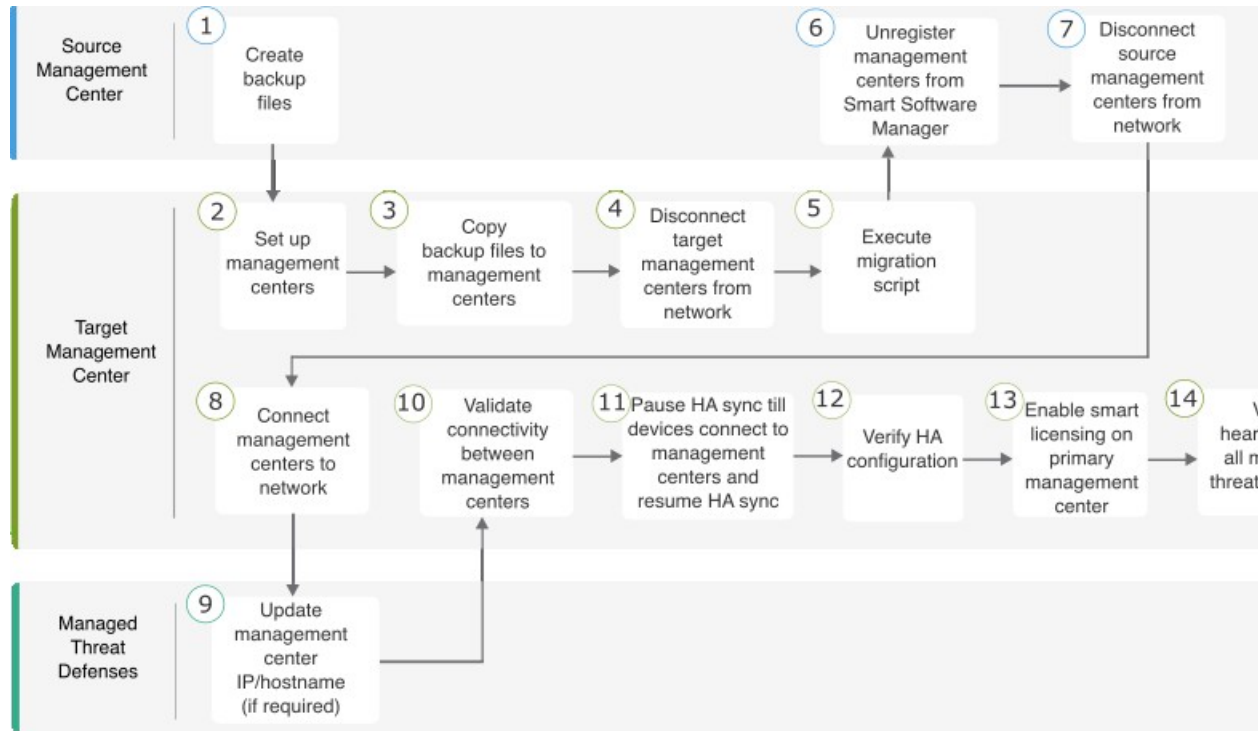 Source
Management
Center
1
Create
backup
files
6
Unregister
management
centers from
Smart Software
Manager
7
Disconnect
source
management
centers from
network
Target
Management
Center
2
Set up
management
centers
3
Copy
backup files to
management
centers
4
Disconnect
target
management
centers from
network
5
Execute
migration
script
8
Connect
management
centers to
network
10
Validate
connectivity
between
management
centers
11
Pause HA sync till
devices connect to
management
centers and
resume HA sync
12
Verify HA
configuration
13
Enable smart
licensing on
primary
management
center
14
all
threat
Managed
Threat
Defenses
9
Update
management
center
IP/hostname
(if required)